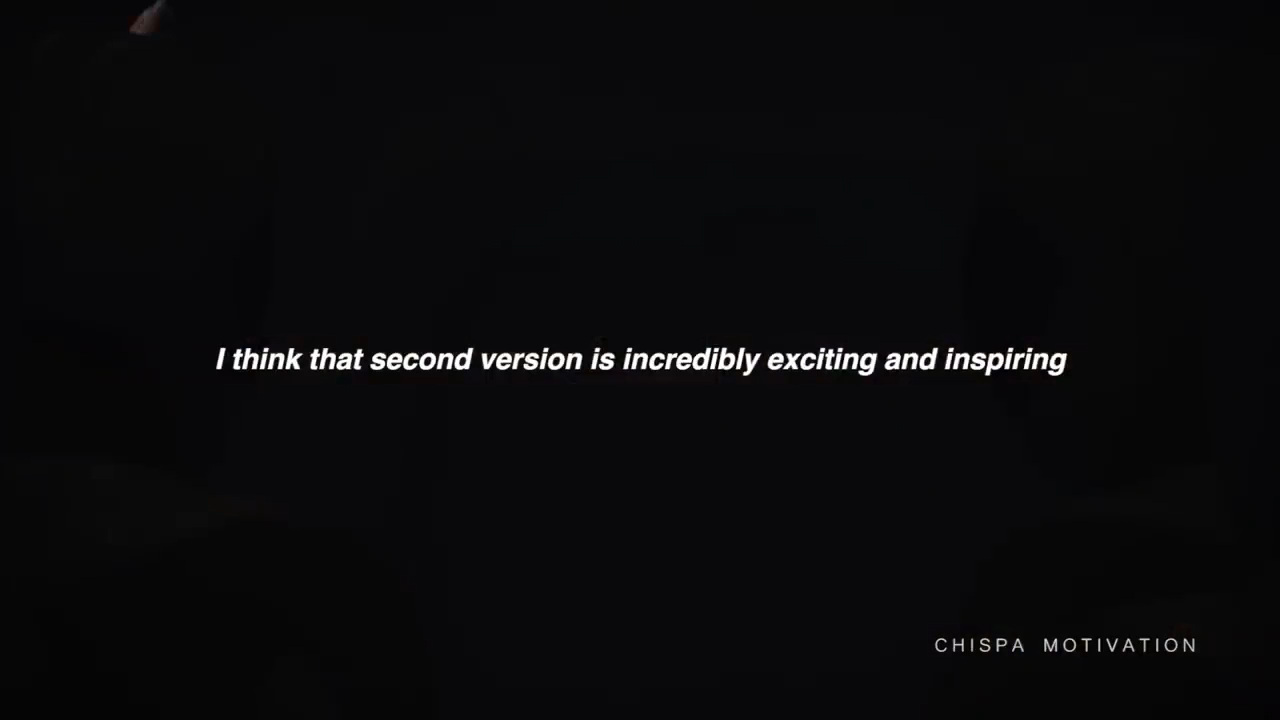 I think that second version is incredibly exciting and inspiring
CHISPA MOTIVATION